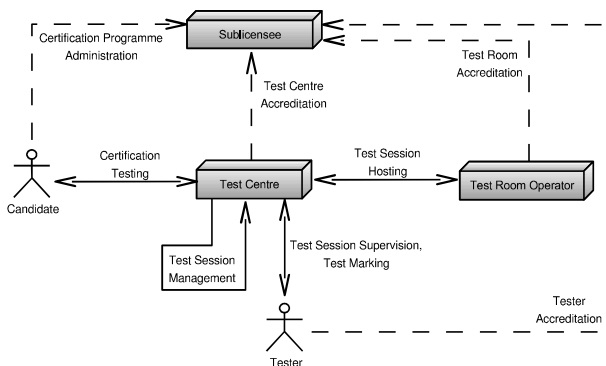 Certification Programme
Administration
Sublicensee
Test Room
Accreditation
Test Centre
Accreditation
Certification
Testing
Test Session
Hosting
Candidate
Test Centre
Test Room Operator
Test Session
Management
Test Session Supervision,
Test Marking
Tester
Accreditation
Tester